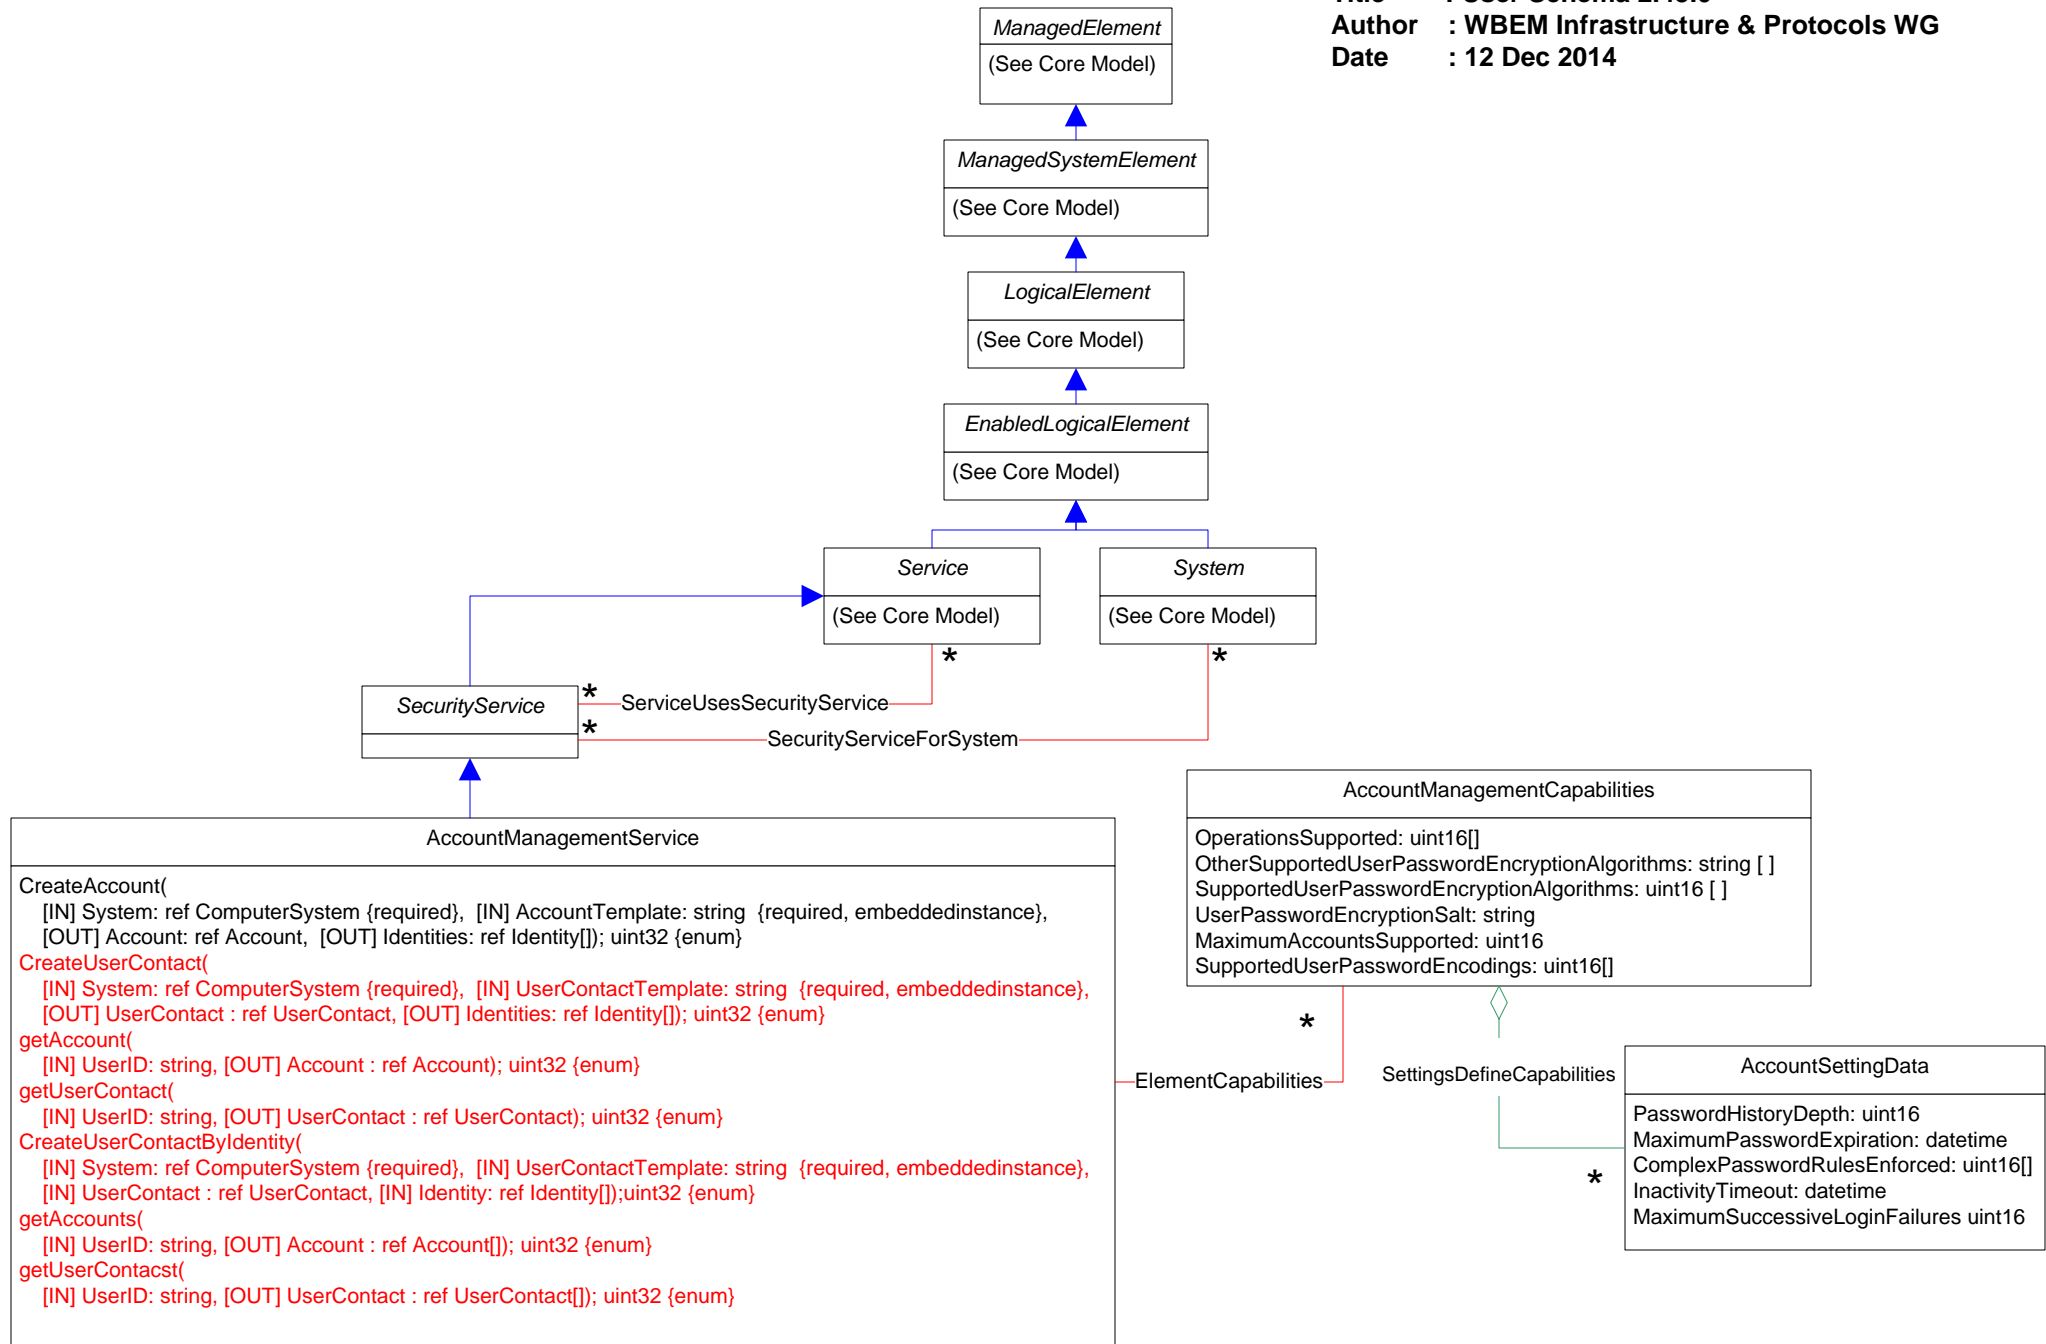 Author : WBEM Infrastructure & Protocols WG
Date : 12 Dec 2014
ManagedElement
(See Core Model)
ManagedSystemElement
(See Core Model)
LogicalElement
(See Core Model)
EnabledLogicalElement
(See Core Model)
Service
(See Core Model)
System
(See Core Model)
*
*
SecurityService
*
ServiceUsesSecurityService
*
SecurityServiceForSystem
AccountManagementService
CreateAccount(
[IN] System: ref ComputerSystem {required}, [IN] AccountTemplate: string {required, embeddedinstance},
[OUT] Account: ref Account, [OUT] Identities: ref Identity[]); uint32 {enum}
CreateUserContact(
[IN] System: ref ComputerSystem {required}, [IN] UserContactTemplate: string {required, embeddedinstance},
[OUT] UserContact : ref UserContact, [OUT] Identities: ref Identity[]); uint32 {enum}
getAccount(
[IN] UserID: string, [OUT] Account : ref Account); uint32 {enum}
getUserContact(
[IN] UserID: string, [OUT] UserContact : ref UserContact); uint32 {enum}
CreateUserContactByIdentity(
[IN] System: ref ComputerSystem {required}, [IN] UserContactTemplate: string {required, embeddedinstance},
[IN] UserContact : ref UserContact, [IN] Identity: ref Identity[]);uint32 {enum}
getAccounts(
[IN] UserID: string, [OUT] Account : ref Account[]); uint32 {enum}
getUserContacst(
[IN] UserID: string, [OUT] UserContact : ref UserContact[]); uint32 {enum}
AccountManagementCapabilities
OperationsSupported: uint16[]
OtherSupportedUserPasswordEncryptionAlgorithms: string [ ]
SupportedUserPasswordEncryptionAlgorithms: uint16 [ ]
UserPasswordEncryptionSalt: string
MaximumAccountsSupported: uint16
SupportedUserPasswordEncodings: uint16[]
*
ElementCapabilities
SettingsDefineCapabilities
*
AccountSettingData
PasswordHistoryDepth: uint16
MaximumPasswordExpiration: datetime
ComplexPasswordRulesEnforced: uint16[]
InactivityTimeout: datetime
MaximumSuccessiveLoginFailures uint16